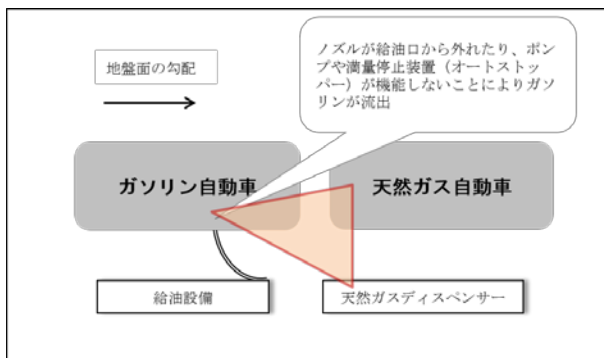 地盤面の勾配
ノズルが給油口から外れたり、ポン
プや満量停止装置（オートストッ
パー）が機能しないことによりガソ
リンが流出
ガソリン自動車
天然ガス自動車
給油設備
天然ガスディスペンサー